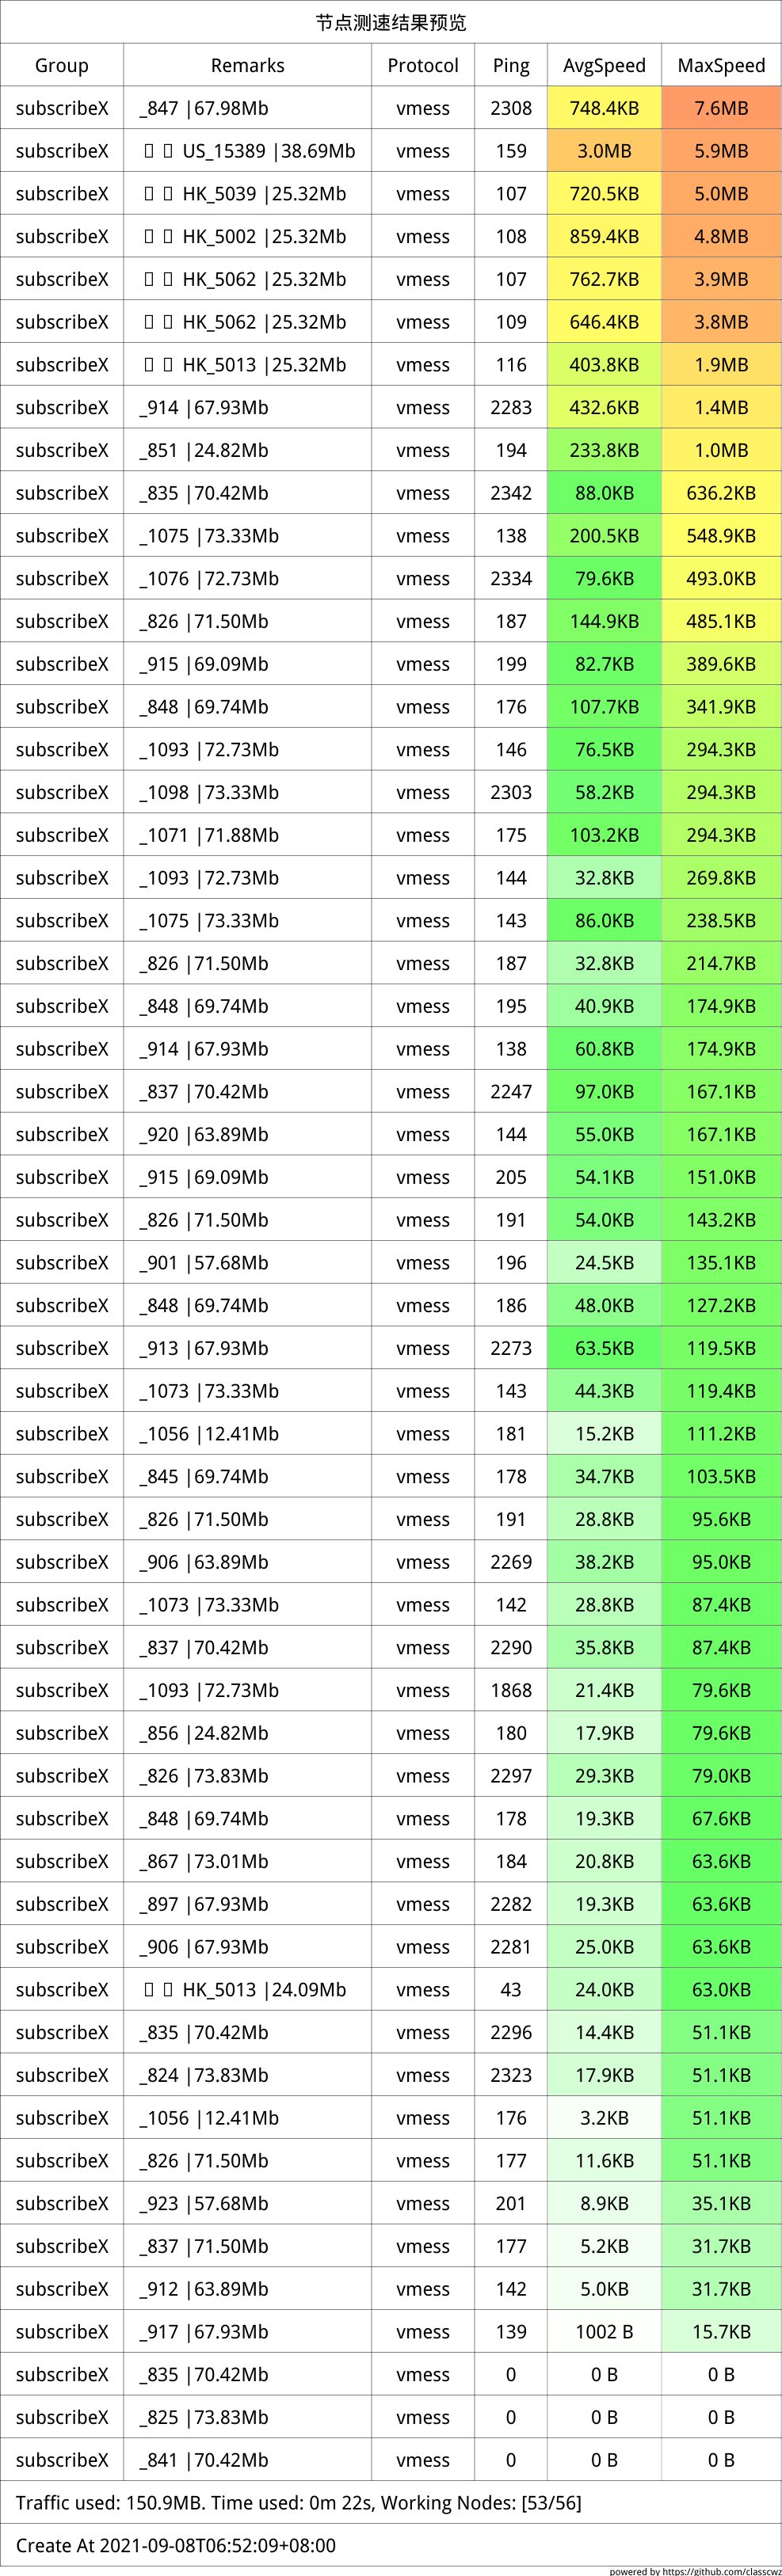 节点测速结果预览
Group Remarks Protocol Ping AvgSpeed MaxSpeed
subscribeX _847 |67.98Mb vmess 2308 748.4KB 7.6MB
subscribeX US_15389 |38.69Mb vmess 159 3.0MB 5.9MB
subscribeX HK_5039 |25.32Mb vmess 107 720.5KB 5.0MB
subscribeX HK_5002 |25.32Mb vmess 108 859.4KB 4.8MB
subscribeX HK_5062 |25.32Mb vmess 107 762.7KB 3.9MB
subscribeX HK_5062 |25.32Mb vmess 109 646.4KB 3.8MB
subscribeX HK_5013 |25.32Mb vmess 116 403.8KB 1.9MB
subscribeX _914 |67.93Mb vmess 2283 432.6KB 1.4MB
subscribeX _851 |24.82Mb vmess 194 233.8KB 1.0MB
subscribeX _835 |70.42Mb vmess 2342 88.0KB 636.2KB
subscribeX _1075 |73.33Mb vmess 138 200.5KB 548.9KB
subscribeX _1076 |72.73Mb vmess 2334 79.6KB 493.0KB
subscribeX _826 |71.50Mb vmess 187 144.9KB 485.1KB
subscribeX _915 |69.09Mb vmess 199 82.7KB 389.6KB
subscribeX _848 |69.74Mb vmess 176 107.7KB 341.9KB
subscribeX _1093 |72.73Mb vmess 146 76.5KB 294.3KB
subscribeX _1098 |73.33Mb vmess 2303 58.2KB 294.3KB
subscribeX _1071 |71.88Mb vmess 175 103.2KB 294.3KB
subscribeX _1093 |72.73Mb vmess 144 32.8KB 269.8KB
subscribeX _1075 |73.33Mb vmess 143 86.0KB 238.5KB
subscribeX _826 |71.50Mb vmess 187 32.8KB 214.7KB
subscribeX _848 |69.74Mb vmess 195 40.9KB 174.9KB
subscribeX _914 |67.93Mb vmess 138 60.8KB 174.9KB
subscribeX _837 |70.42Mb vmess 2247 97.0KB 167.1KB
subscribeX _920 |63.89Mb vmess 144 55.0KB 167.1KB
subscribeX _915 |69.09Mb vmess 205 54.1KB 151.0KB
subscribeX _826 |71.50Mb vmess 191 54.0KB 143.2KB
subscribeX _901 |57.68Mb vmess 196 24.5KB 135.1KB
subscribeX _848 |69.74Mb vmess 186 48.0KB 127.2KB
subscribeX _913 |67.93Mb vmess 2273 63.5KB 119.5KB
subscribeX _1073 |73.33Mb vmess 143 44.3KB 119.4KB
subscribeX _1056 |12.41Mb vmess 181 15.2KB 111.2KB
subscribeX _845 |69.74Mb vmess 178 34.7KB 103.5KB
subscribeX _826 |71.50Mb vmess 191 28.8KB 95.6KB
subscribeX _906 |63.89Mb vmess 2269 38.2KB 95.0KB
subscribeX _1073 |73.33Mb vmess 142 28.8KB 87.4KB
subscribeX _837 |70.42Mb vmess 2290 35.8KB 87.4KB
subscribeX _1093 |72.73Mb vmess 1868 21.4KB 79.6KB
subscribeX _856 |24.82Mb vmess 180 17.9KB 79.6KB
subscribeX _826 |73.83Mb vmess 2297 29.3KB 79.0KB
subscribeX _848 |69.74Mb vmess 178 19.3KB 67.6KB
subscribeX _867 |73.01Mb vmess 184 20.8KB 63.6KB
subscribeX _897 |67.93Mb vmess 2282 19.3KB 63.6KB
subscribeX _906 |67.93Mb vmess 2281 25.0KB 63.6KB
subscribeX HK_5013 |24.09Mb vmess 43 24.0KB 63.0KB
subscribeX _835 |70.42Mb vmess 2296 14.4KB 51.1KB
subscribeX _824 |73.83Mb vmess 2323 17.9KB 51.1KB
subscribeX _1056 |12.41Mb vmess 176 3.2KB 51.1KB
subscribeX _826 |71.50Mb vmess 177 11.6KB 51.1KB
subscribeX _923 |57.68Mb vmess 201 8.9KB 35.1KB
subscribeX _837 |71.50Mb vmess 177 5.2KB 31.7KB
subscribeX _912 |63.89Mb vmess 142 5.0KB 31.7KB
subscribeX _917 |67.93Mb vmess 139 1002 B 15.7KB
subscribeX _835 |70.42Mb vmess 0 0 B 0 B
subscribeX _825 |73.83Mb vmess 0 0 B 0 B
subscribeX _841 |70.42Mb vmess 0 0 B 0 B
Traffic used: 150.9MB. Time used: 0m 22s, Working Nodes: [53/56]
Create At 2021-09-08T06:52:09+08:00
powered by https://github.com/classcwz